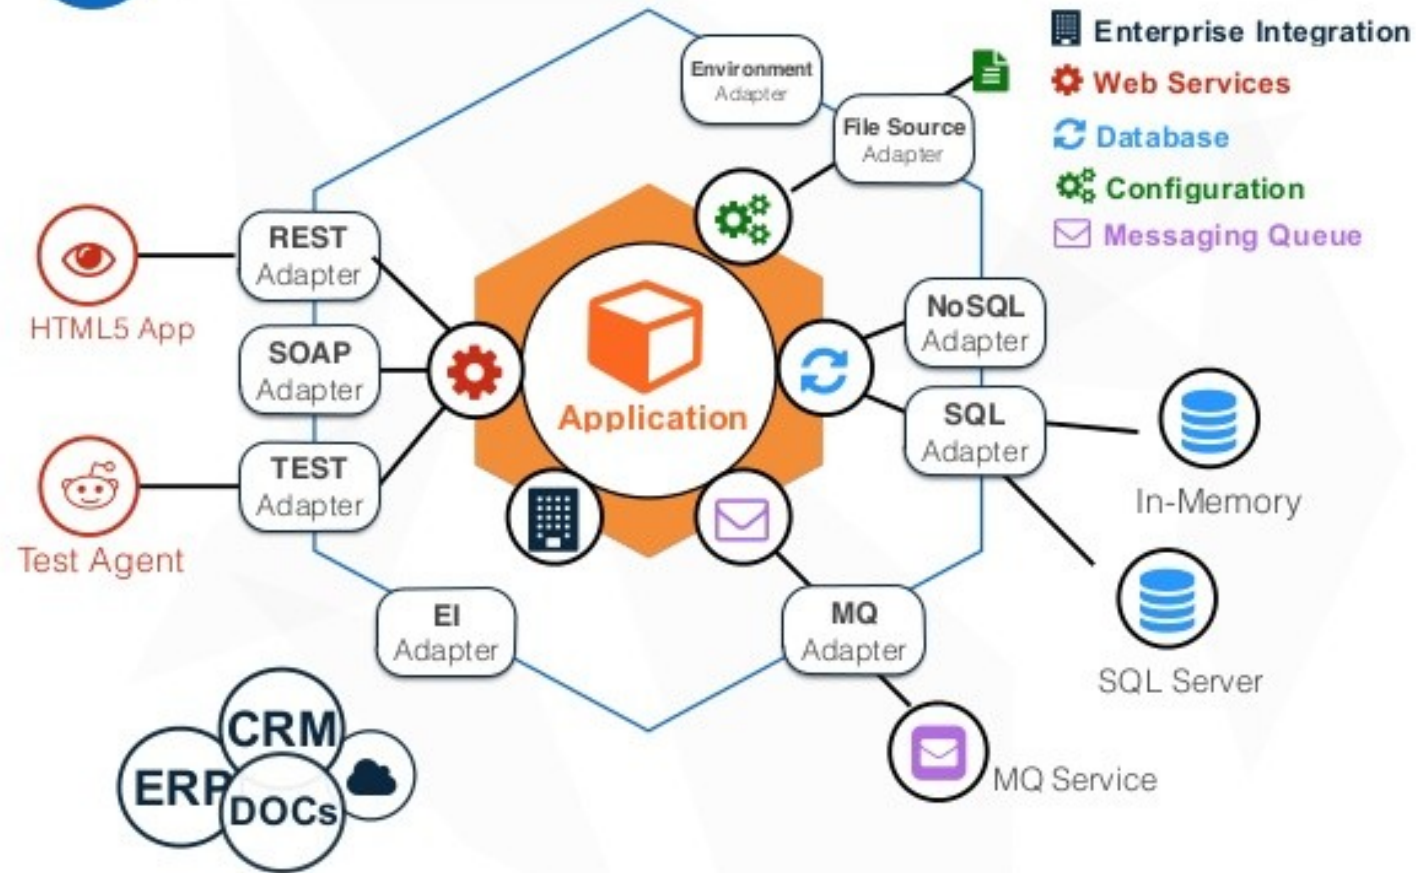 Environment
Adapter
File Source
Adapter
Enterprise Integration
Web Services
Database
Configuration
Messaging Queue
REST
Adapter
HTML5 App
SOAP
Adapter
TEST
Adapter
Test Agent
Application
NoSQL
Adapter
SQL
Adapter
In-Memory
SQL Server
EI
Adapter
MQ
Adapter
MQ Service
CRM
ERP
DOCs